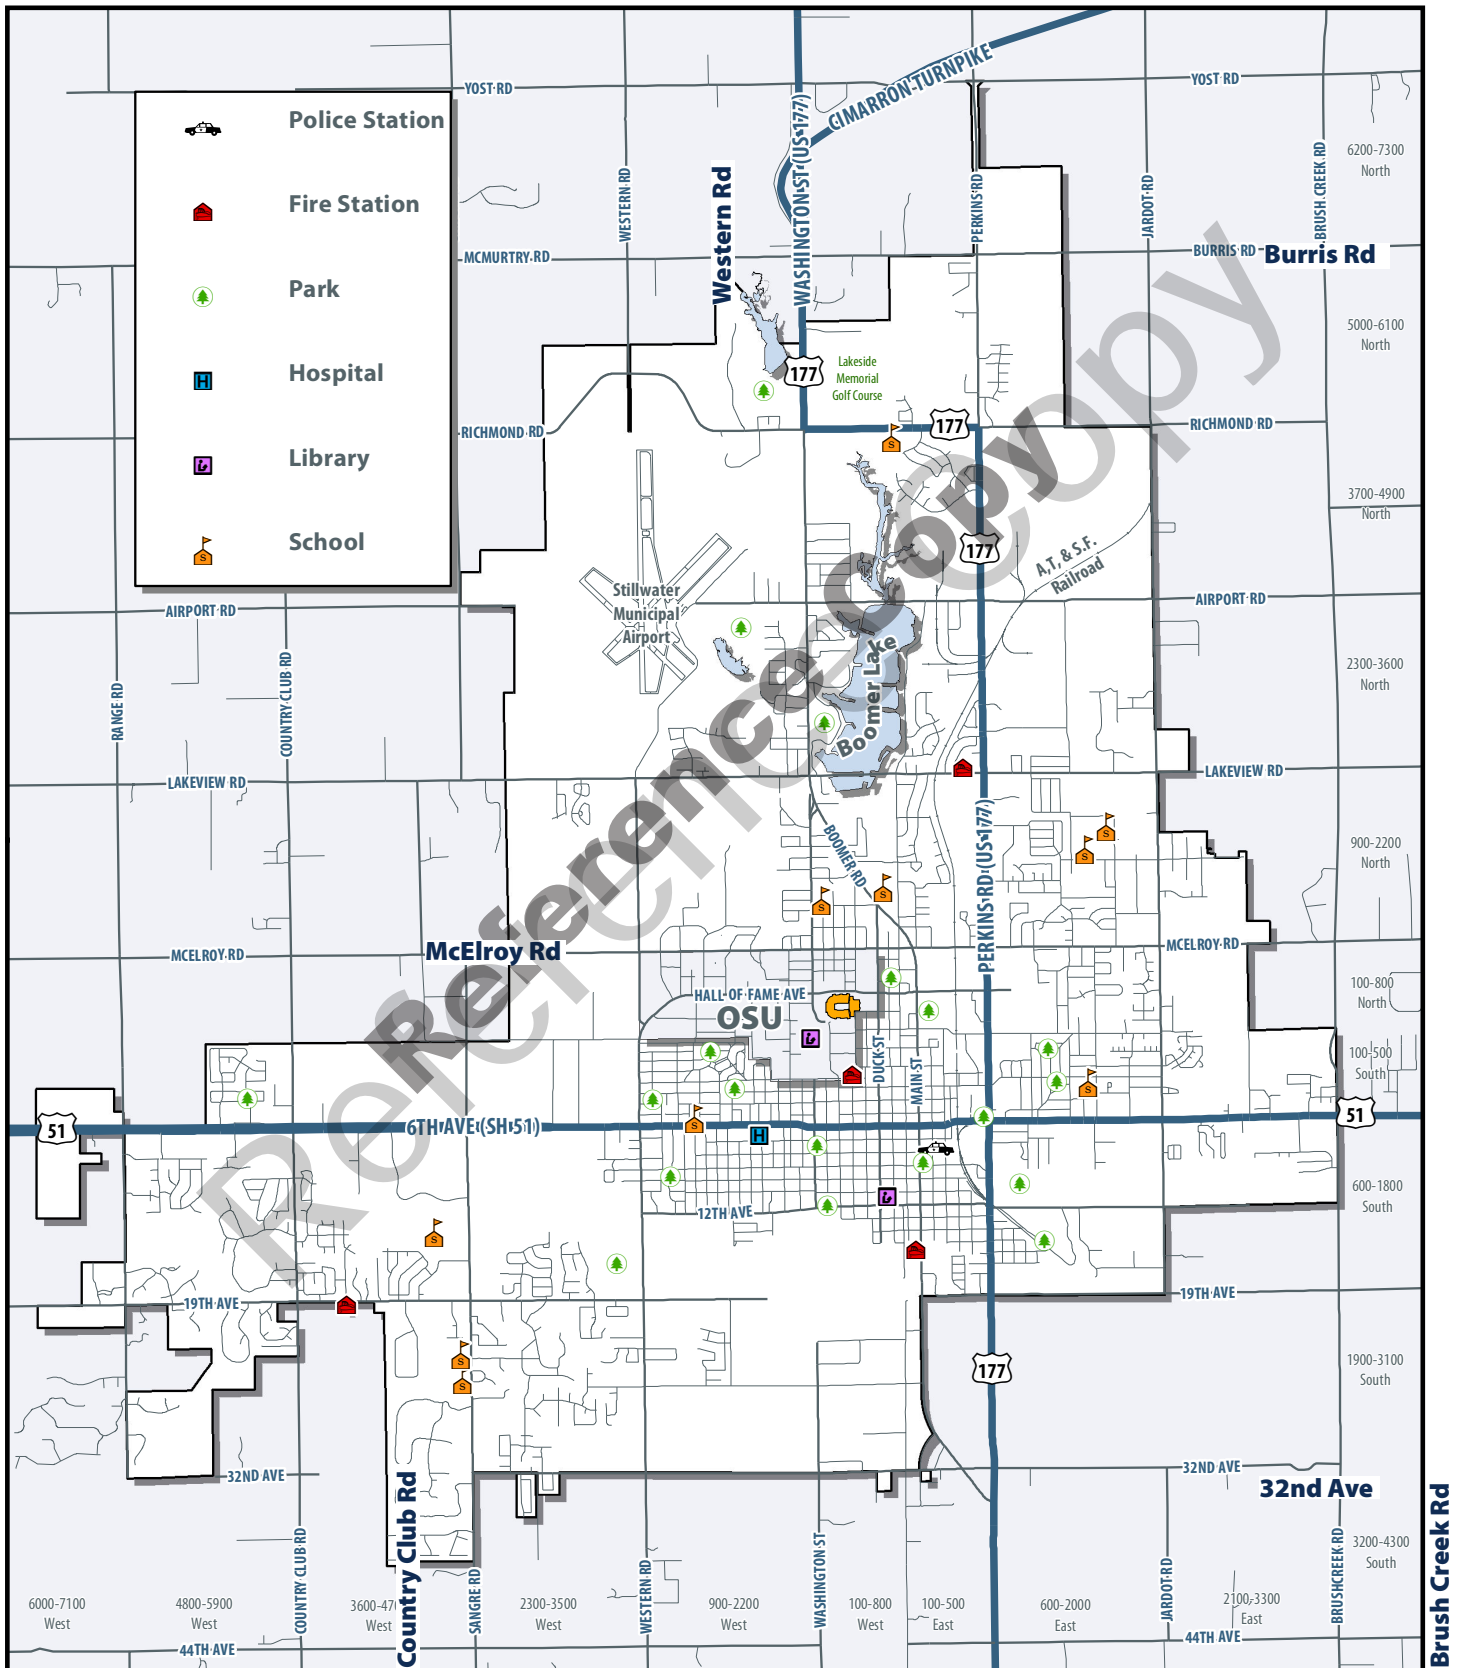 YOST RD
CIMARRON TURNPIKE
YOST RD
Police Station
Fire Station
Park
Hospital
H
Library
School
S
WESTERN RD
Western Rd
WASHINGTON ST (US 177)
PERKINS RD
JARDOT RD
BRUSH CREEK RD
6200-7300
North
MCMURTRY RD
BURRIS RD
Burris Rd
5000-6100
North
177
Lakeside
Memorial
Golf Course
RICHMOND RD
177
RICHMOND RD
S
3700-4900
North
177
A,T, & S.F.
Railroad
Stillwater
Municipal
Airport
AIRPORT RD
AIRPORT RD
Boomer Lake
2300-3600
North
RANGE RD
COUNTRY CLUB RD
LAKEVIEW RD
LAKEVIEW RD
BOOMER RD
PERKINS RD (US 177)
S
S
S
S
900-2200
North
MCELROY RD
McElroy Rd
MCELROY RD
HALL OF FAME AVE
OSU
100-800
North
DUCK ST
MAIN ST
100-500
South
S
51
6TH AVE (SH 51)
S
H
51
12TH AVE
600-1800
South
S
19TH AVE
19TH AVE
S
S
177
1900-3100
South
32ND AVE
32ND AVE
32nd Ave
Country Club Rd
COUNTRY CLUB RD
SANGRE RD
WESTERN RD
WASHINGTON ST
JARDOT RD
BRUSHCREEK RD
Brush Creek Rd
3200-4300
South
6000-7100
West
4800-5900
West
3600-47
West
2300-3500
West
900-2200
West
100-800
West
100-500
East
600-2000
East
2100,3300
East
44TH AVE
44TH AVE
Reference Copy
Reference Copy